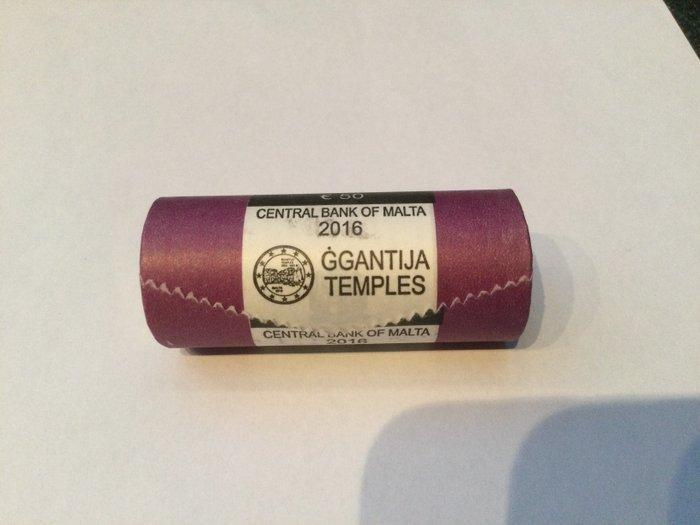 € 50
CENTRAL BANK OF MALTA
2016
ĠGANTIJA
TEMPLES
CENTRAL BANK OF MALTA
2016